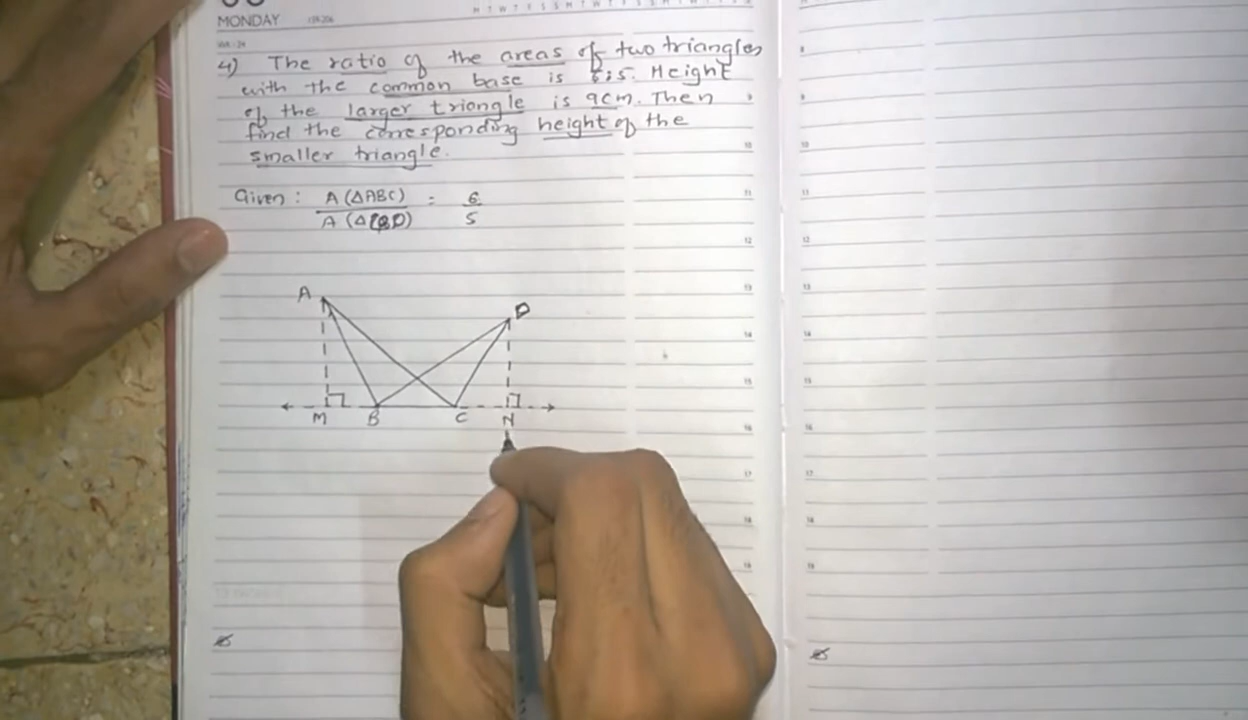 MONDAY
4) The ratio of the areas of two triangles
with the common base is 6:5. Height
of the larger triangle is 9cm. Then
find the corresponding height of the
smaller triangle.
Given : A (∆ABC) = 6
A (∆ D) 5
A
D
M B C N